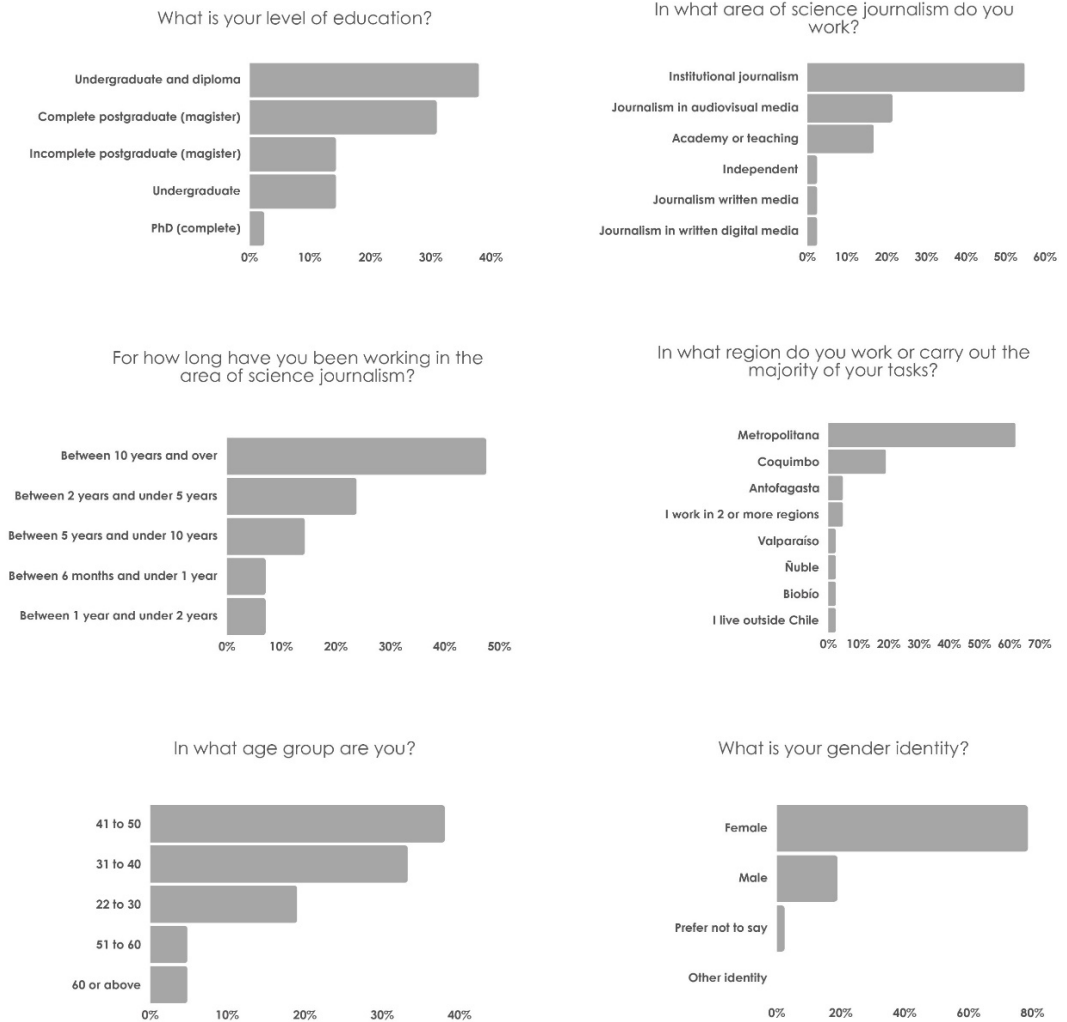 What is your level of education?
Undergraduate and diploma
Complete postgraduate (magister)
Incomplete postgraduate (magister)
Undergraduate
PhD (complete)
0% 10% 20% 30% 40%
In what area of science journalism do you
work?
Institutional journalism
Journalism in audiovisual media
Academy or teaching
Independent
Journalism written media
Journalism in written digital media
0% 10% 20% 30% 40% 50% 60%
For how long have you been working in the
area of science journalism?
Between 10 years and over
Between 2 years and under 5 years
Between 5 years and under 10 years
Between 6 months and under 1 year
Between 1 year and under 2 years
0% 10% 20% 30% 40% 50%
In what region do you work or carry out the
majority of your tasks?
Metropolitana
Coquimbo
Antofagasta
I work in 2 or more regions
Valparaíso
Ñuble
Biobío
I live outside Chile
0% 10% 20% 30% 40% 50% 60% 70%
In what age group are you?
41 to 50
31 to 40
22 to 30
51 to 60
60 or above
0% 10% 20% 30% 40%
What is your gender identity?
Female
Male
Prefer not to say
Other identity
0% 20% 40% 60% 80%